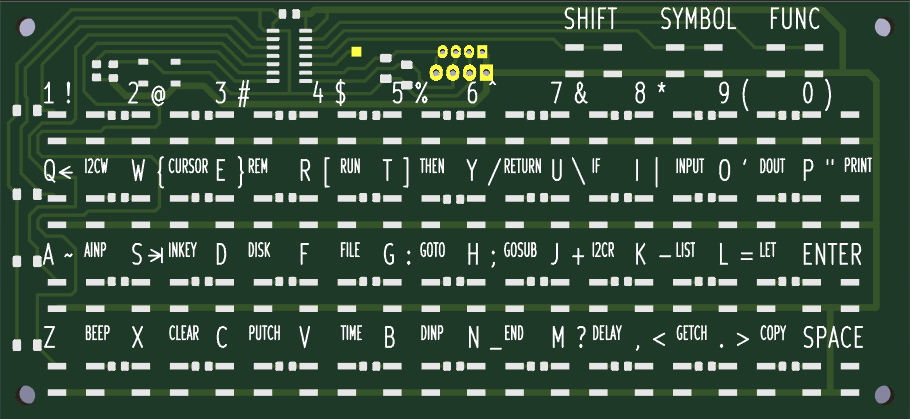 SHIFT SYMBOL FUNC
1 ! 2 @ 3 # 4 $ 5 % 6 ^ 7 & 8 * 9 ( 0 )
Q ← I2CW W { CURSOR E } REM R [ RUN T ] THEN Y / RETURN U \ IF I | INPUT O ' DOUT P " PRINT
A ~ AINP S →| INKEY D DISK F FILE G : GOTO H ; GOSUB J + I2CR K - LIST L = LET ENTER
Z BEEP X CLEAR C PUTCH V TIME B DINP N _ END M ? DELAY , < GETCH . > COPY SPACE